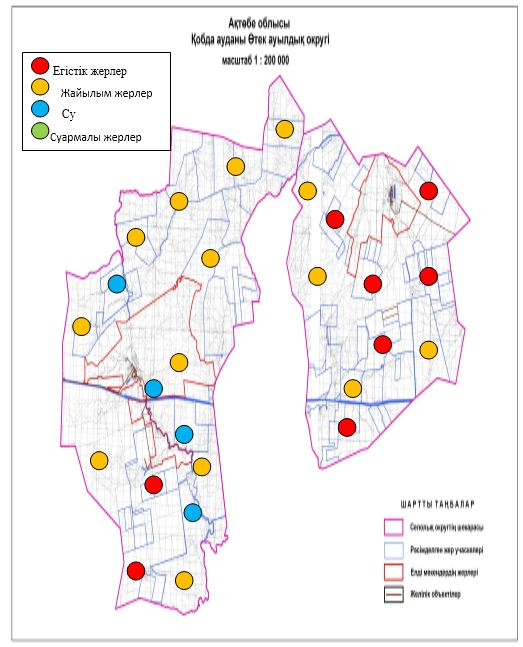 Ақтөбе облысы
Қобда ауданы Өтек ауылдық округі
масштаб 1 : 200 000
Егістік жерлер
Жайылым жерлер
Су
Суармалы жерлер
ШАРТТЫ ТАҢБАЛАР
Селолық округтің шекарасы
Рәсімделген жер учаскелері
Елді мекендердің жерлері
Желілік объектілер